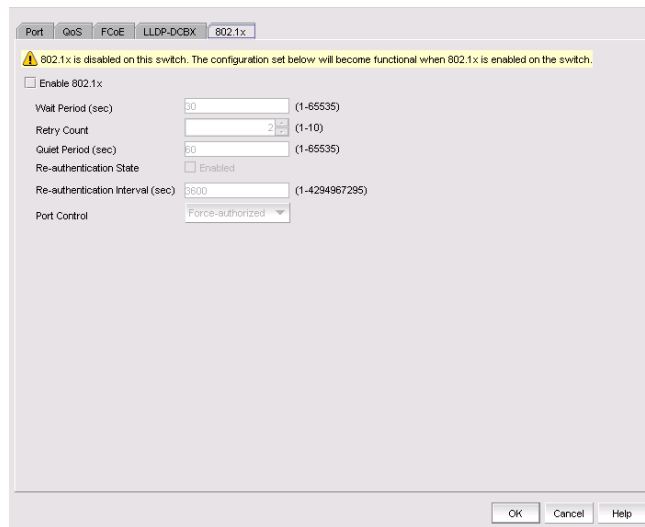 Port QoS FCoE LLDP-DCBX 802.1x
802.1x is disabled on this switch. The configuration set below will become functional when 802.1x is enabled on the switch.
Enable 802.1x
Wait Period (sec) 30 (1-65535)
Retry Count 2 (1-10)
Quiet Period (sec) 60 (1-65535)
Re-authentication State Enabled
Re-authentication Interval (sec) 3600 (1-4294967295)
Port Control Force-authorized
OK Cancel Help